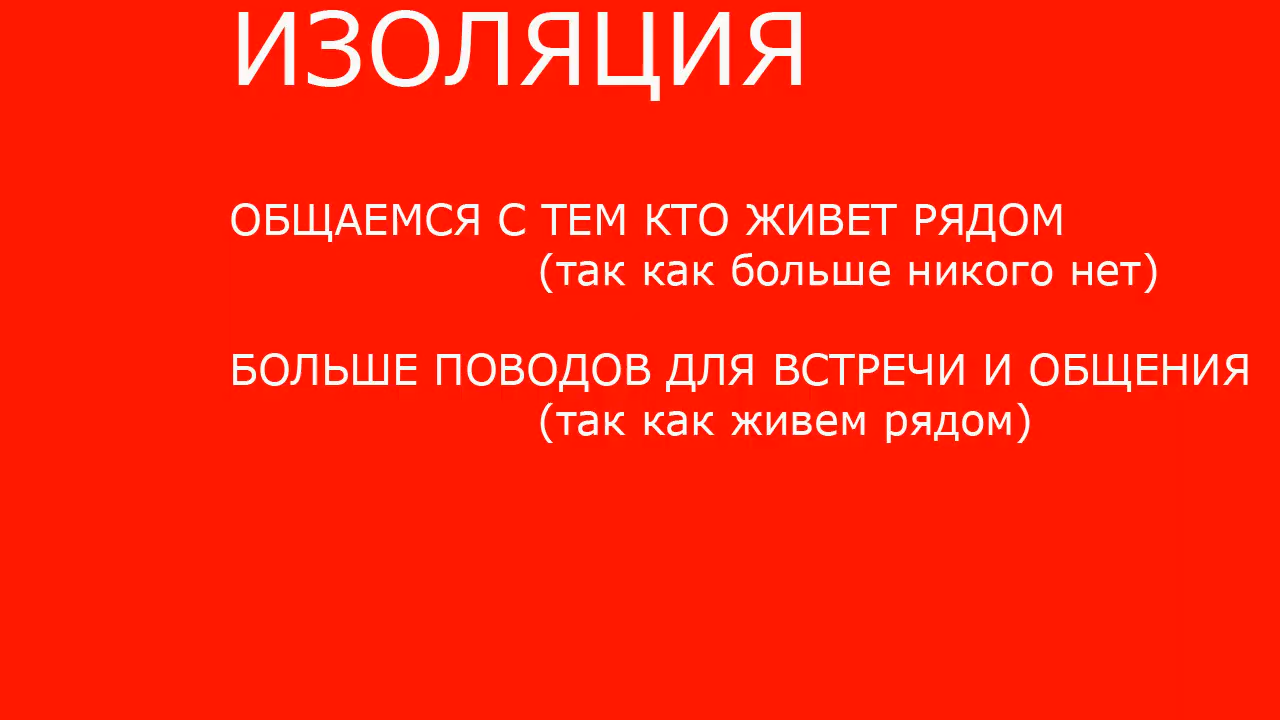 ИЗОЛЯЦИЯ
ОБЩАЕМСЯ С ТЕМ КТО ЖИВЕТ РЯДОМ
(так как больше никого нет)
БОЛЬШЕ ПОВОДОВ ДЛЯ ВСТРЕЧИ И ОБЩЕНИЯ
(так как живем рядом)